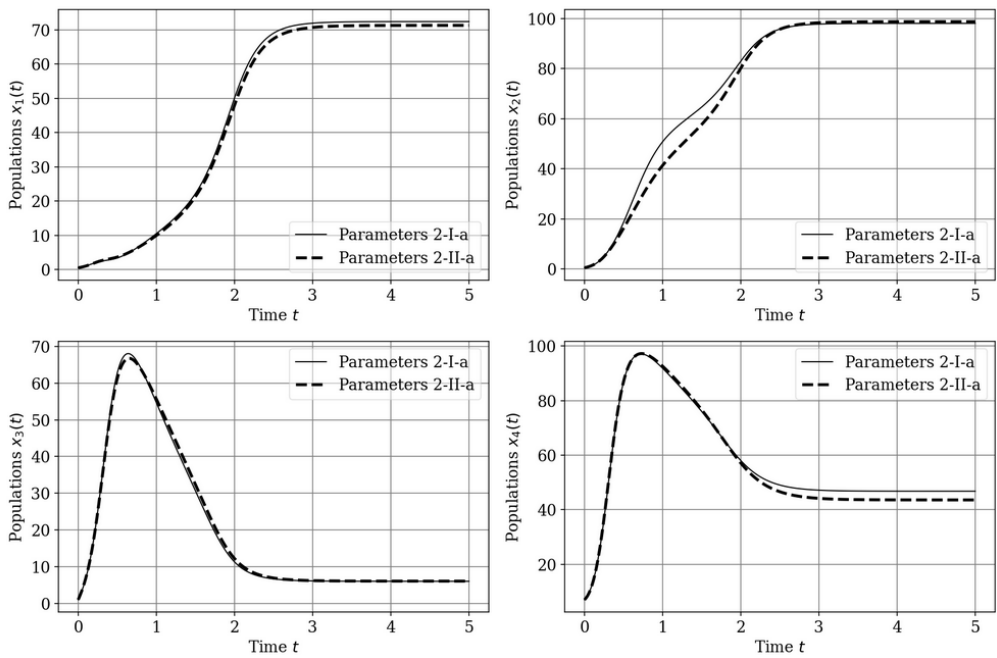 Populations x₁(t)
70
60
50
40
30
20
10
0
Parameters 2-I-a
Parameters 2-II-a
0 1 2 3 4 5
Time t
Populations x₂(t)
100
80
60
40
20
0
Parameters 2-I-a
Parameters 2-II-a
0 1 2 3 4 5
Time t
Populations x₃(t)
70
60
50
40
30
20
10
0
Parameters 2-I-a
Parameters 2-II-a
0 1 2 3 4 5
Time t
Populations x₄(t)
100
80
60
40
20
Parameters 2-I-a
Parameters 2-II-a
0 1 2 3 4 5
Time t